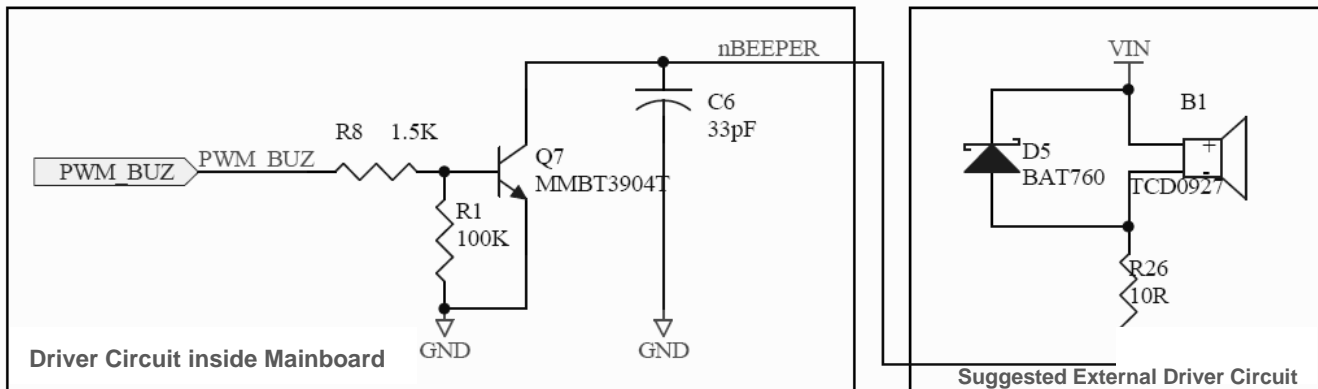 nBEEPER
C6
33pF
R8 1.5K
PWM_BUZ
PWM_BUZ
Q7
MMBT3904T
R1
100K
GND
GND
Driver Circuit inside Mainboard
VIN
B1
+
-
D5
BAT760
TCD0927
R26
10R
Suggested External Driver Circuit